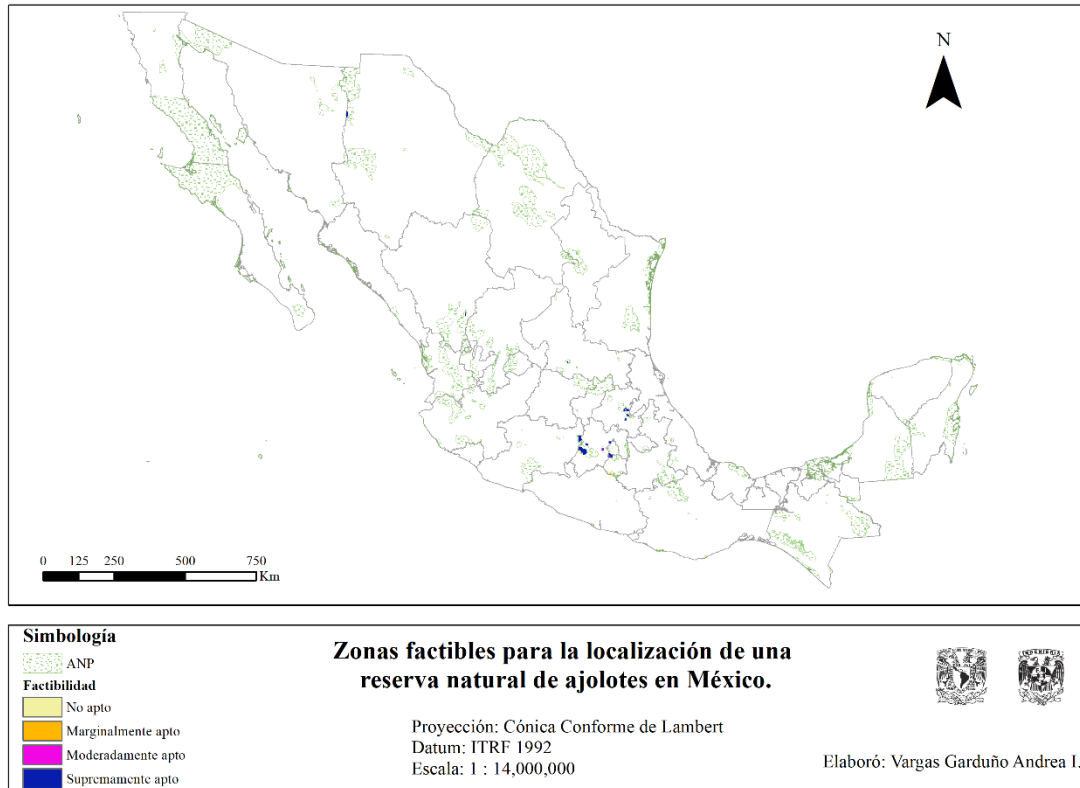 N
0 125 250 500 750
Km
Simbología
ANP
Factibilidad
No apto
Marginalmente apto
Moderadamente apto
Supremamente apto
Zonas factibles para la localización de una
reserva natural de ajolotes en México.
Proyección: Cónica Conforme de Lambert
Datum: ITRF 1992
Escala: 1 : 14,000,000
Elaboró: Vargas Garduño Andrea I.